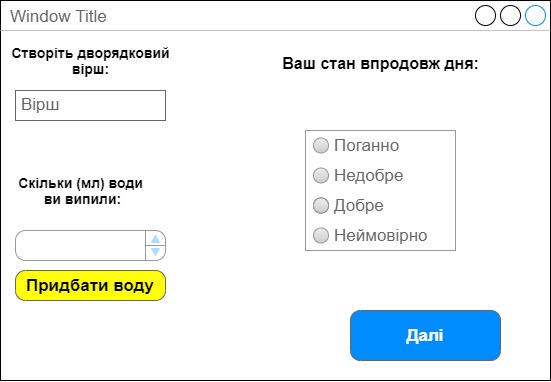 Window Title
Створіть дворядковий
вірш:
Вірш
Скільки (мл) води
ви випили:
Придбати воду
Ваш стан впродовж дня:
Поганно
Недобре
Добре
Неймовірно
Далі